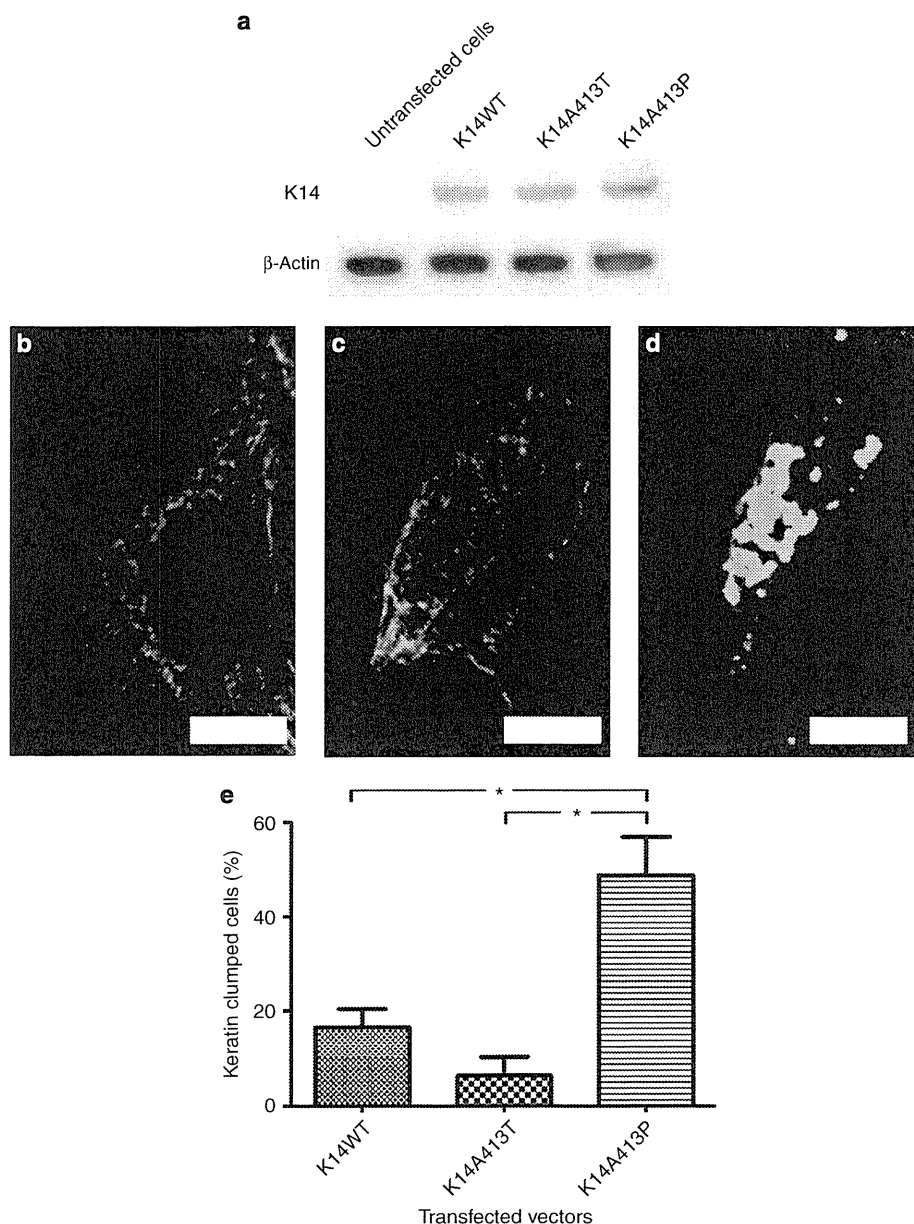 a
Untransfected cells
K14WT
K14A413T
K14A413P
K14
β-Actin
b
c
d
e
*
*
60
40
20
0
Keratin clumped cells (%)
K14WT
K14A413T
K14A413P
Transfected vectors